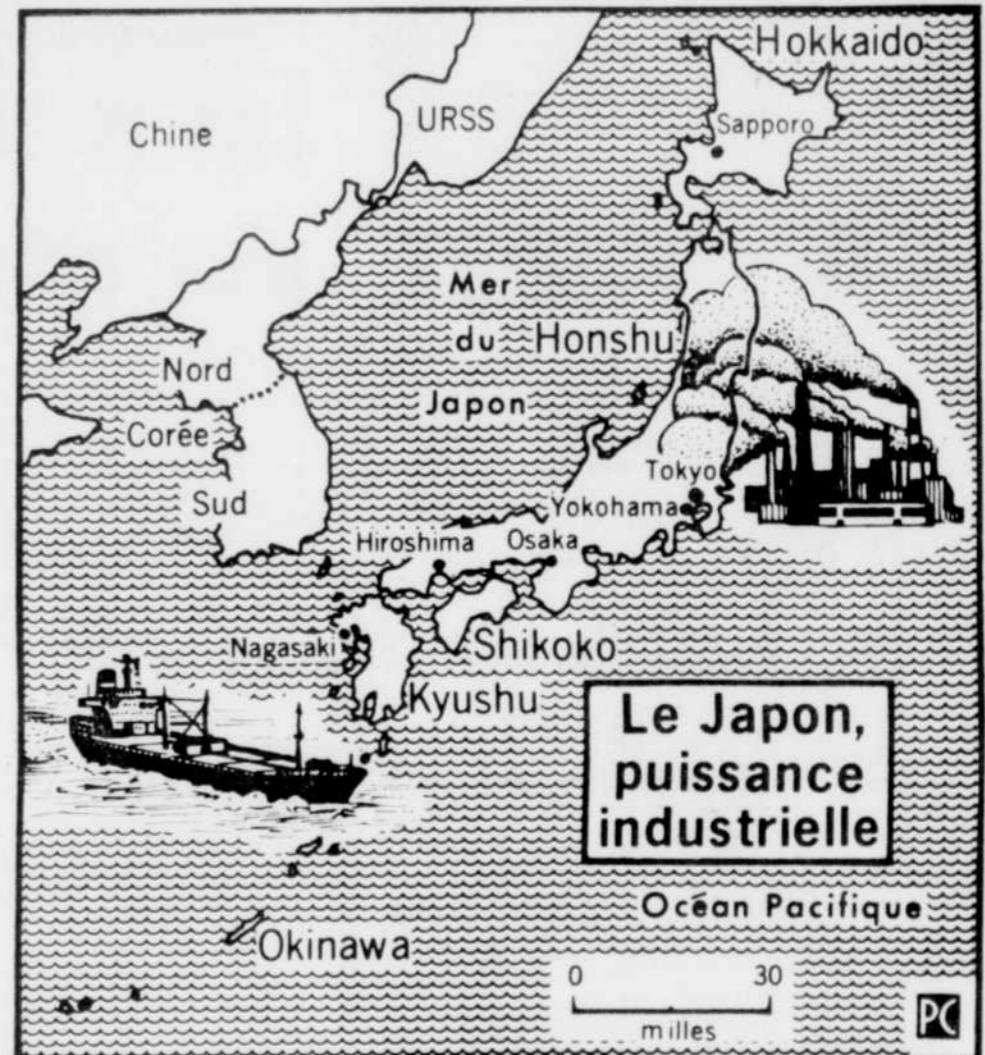 Hokkaido
Sapporo
URSS
Chine
Mer
du
Japon
Honshu
Nord
Corée
Sud
Tokyo
Yokohama
Hiroshima
Osaka
Nagasaki
Shikoko
Kyushu
Le Japon,
puissance
industrielle
Océan Pacifique
Okinawa
0 30
milles
PC